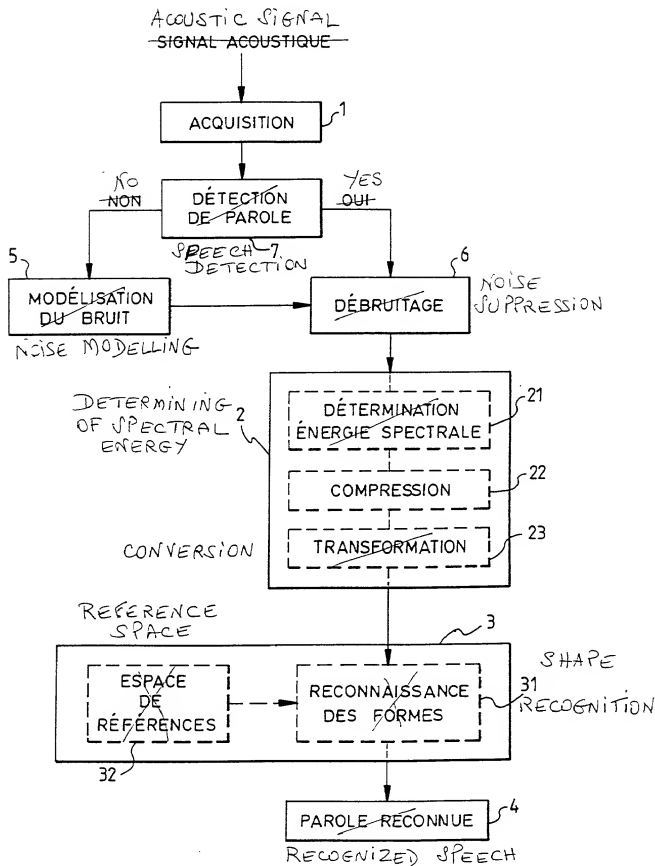 ACOUSTIC SIGNAL
SIGNAL ACOUSTIQUE
1
ACQUISITION
NO
NON
YES
OUI
DÉTECTION
DE PAROLE
7
SPEECH
DETECTION
5
MODÉLISATION
DU BRUIT
NOISE MODELLING
6
DÉBRUITAGE
NOISE
SUPPRESSION
DETERMINING
OF SPECTRAL
ENERGY
2
21
DÉTERMINATION
ÉNERGIE SPECTRALE
22
COMPRESSION
CONVERSION
23
TRANSFORMATION
REFERENCE
SPACE
3
ESPACE
DE
RÉFÉRENCES
32
RECONNAISSANCE
DES FORMES
31
SHAPE
RECOGNITION
4
PAROLE RECONNUE
RECOGNIZED SPEECH